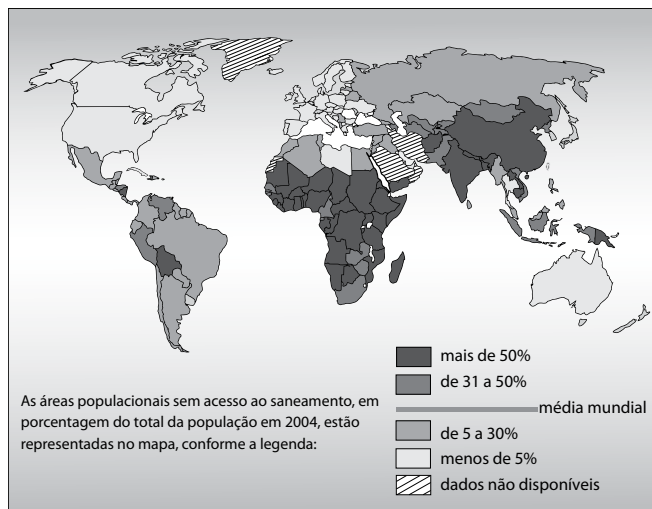 mais de 50%
de 31 a 50%
média mundial
de 5 a 30%
menos de 5%
dados não disponíveis
As áreas populacionais sem acesso ao saneamento, em
porcentagem do total da população em 2004, estão
representadas no mapa, conforme a legenda: